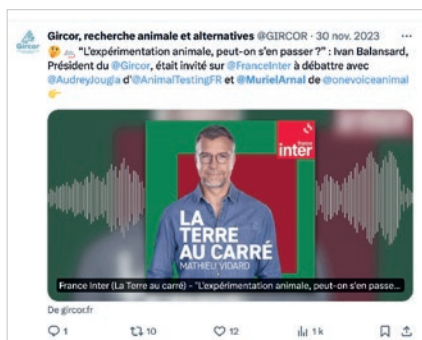 Gircor
Gircor, recherche animale et alternatives @GIRCOR · 30 nov. 2023 ...
"L'expérimentation animale, peut-on s'en passer ?" : Ivan Balansard,
Président du @Gircor, était invité sur @FranceInter à débattre avec
@AudreyJougla d'@AnimalTestingFR et @MurielArnal de @onevoiceanimal
france
inter
LA
TERRE
AU CARRÉ
MATHIEU VIDARD
France Inter (La Terre au carré) - "L'expérimentation animale, peut-on s'en passe...
De gircor.fr
1 10 12 1 k